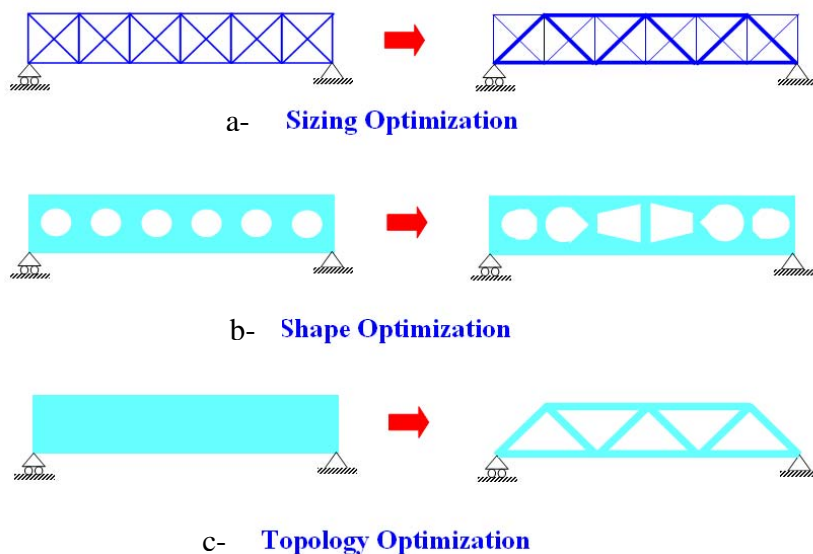 a- Sizing Optimization
b- Shape Optimization
c- Topology Optimization